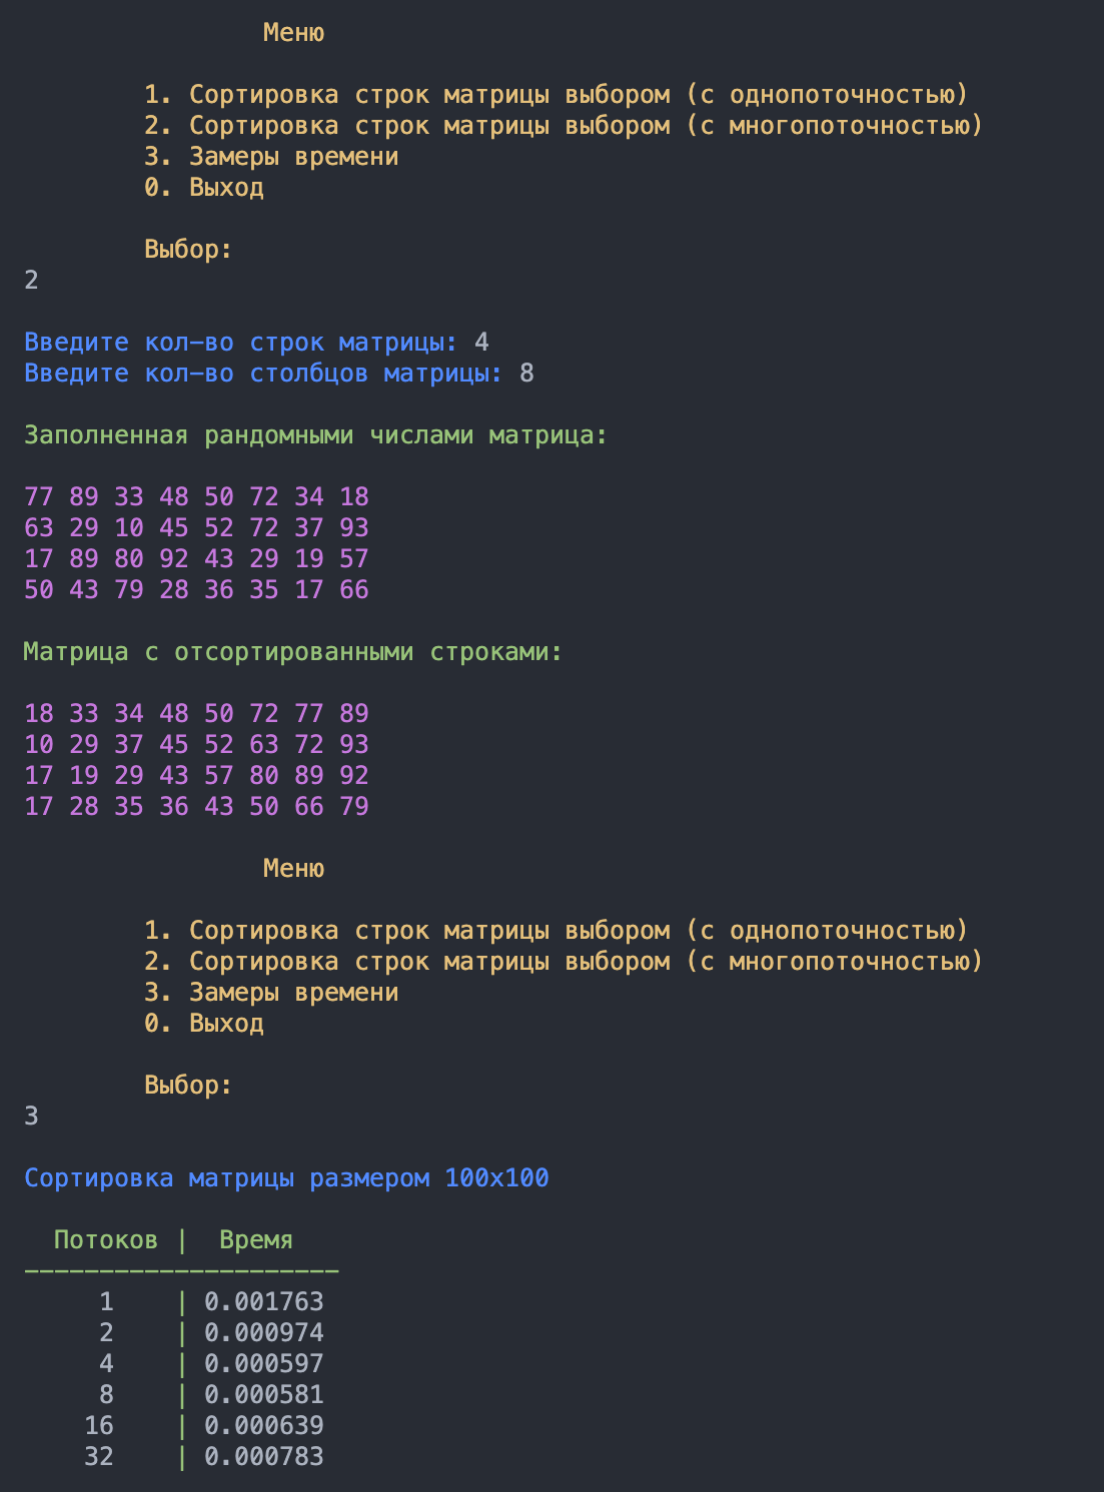 Меню
1. Сортировка строк матрицы выбором (с однопоточностью)
2. Сортировка строк матрицы выбором (с многопоточностью)
3. Замеры времени
0. Выход
Выбор:
2
Введите кол-во строк матрицы: 4
Введите кол-во столбцов матрицы: 8
Заполненная рандомными числами матрица:
77 89 33 48 50 72 34 18
63 29 10 45 52 72 37 93
17 89 80 92 43 29 19 57
50 43 79 28 36 35 17 66
Матрица с отсортированными строками:
18 33 34 48 50 72 77 89
10 29 37 45 52 63 72 93
17 19 29 43 57 80 89 92
17 28 35 36 43 50 66 79
Меню
1. Сортировка строк матрицы выбором (с однопоточностью)
2. Сортировка строк матрицы выбором (с многопоточностью)
3. Замеры времени
0. Выход
Выбор:
3
Сортировка матрицы размером 100x100
Потоков | Время
---------------------
1 | 0.001763
2 | 0.000974
4 | 0.000597
8 | 0.000581
16 | 0.000639
32 | 0.000783